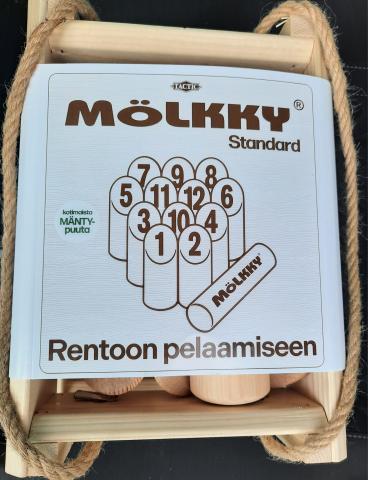 TACTIC
MÖLKKY®
Standard
7 9 8
5 11 12 6
3 10 4
1 2
MÖLKKY
kotimaista
MÄNTY-
puuta
Rentoon pelaamiseen